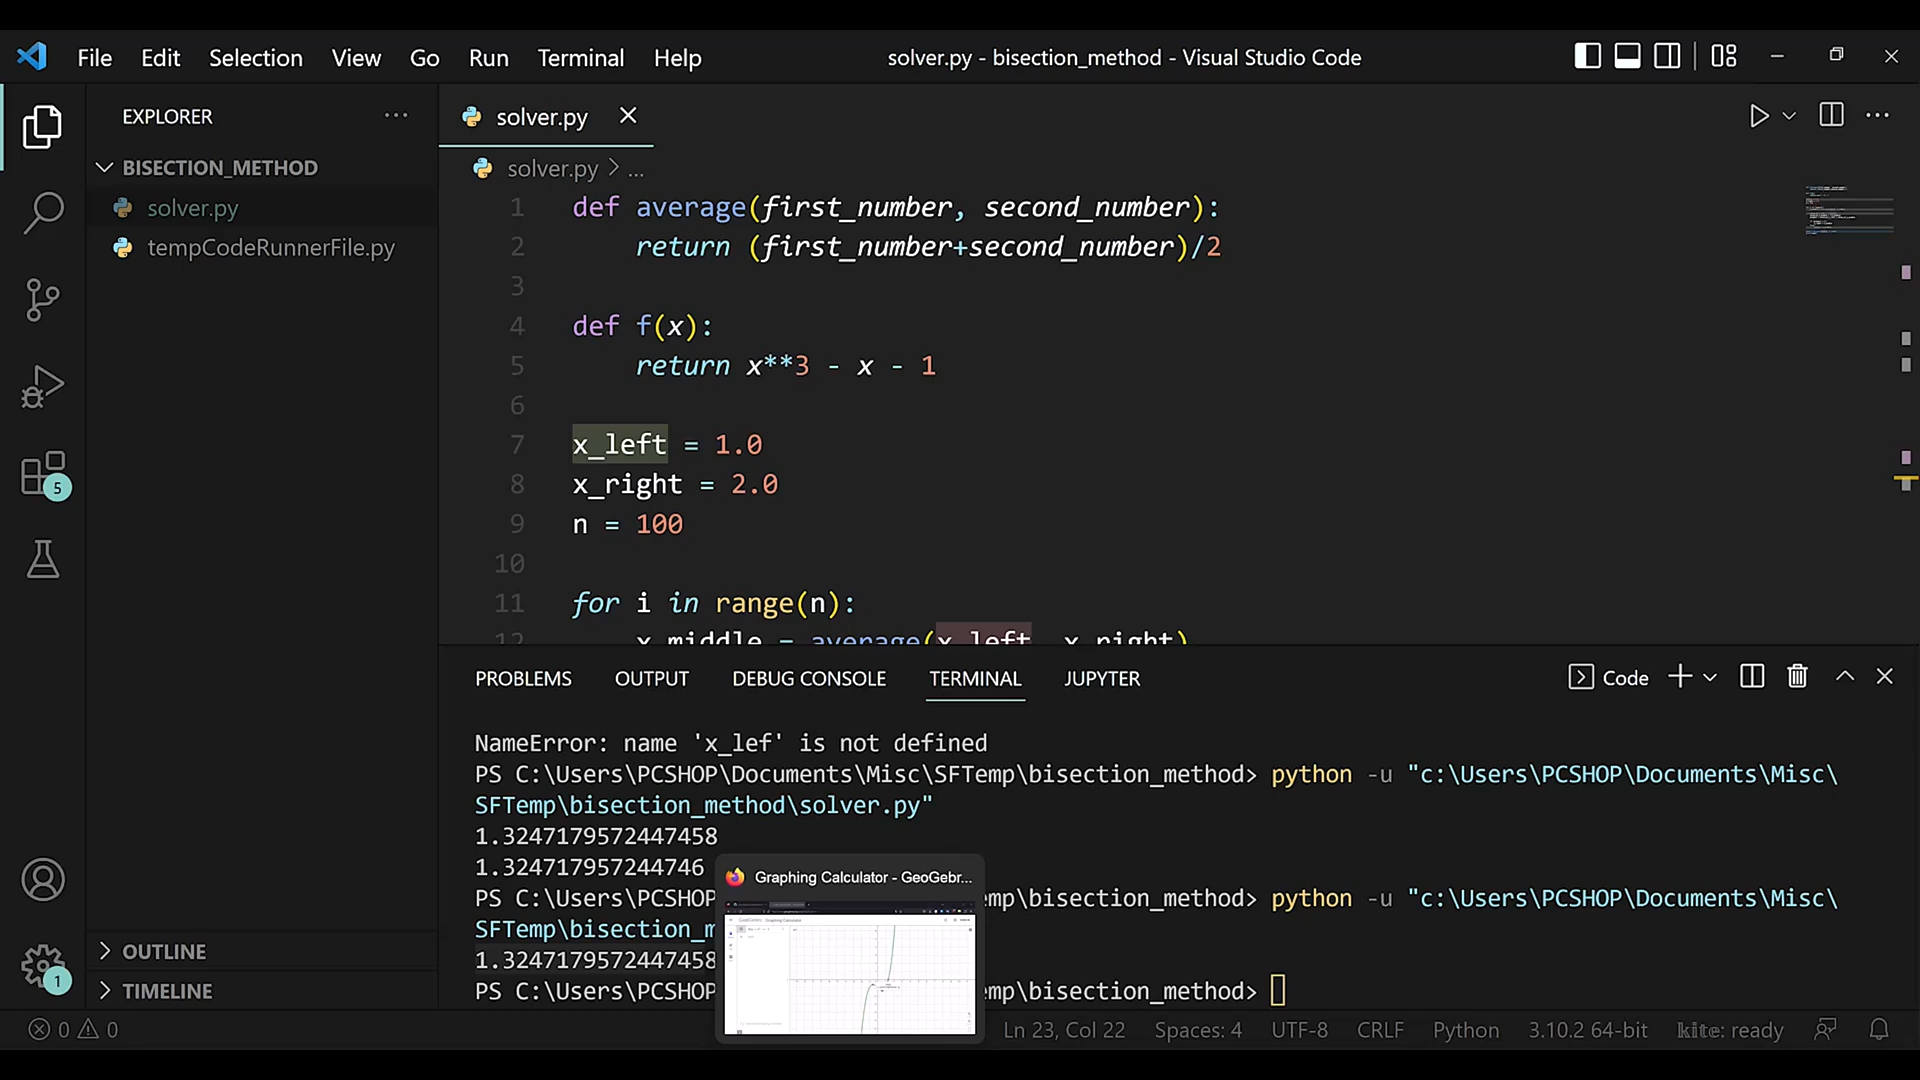 File Edit Selection View Go Run Terminal Help
solver.py - bisection_method - Visual Studio Code
EXPLORER
BISECTION_METHOD
solver.py
tempCodeRunnerFile.py
OUTLINE
TIMELINE
5
1
solver.py
solver.py > ...
1 def average(first_number, second_number):
2 return (first_number+second_number)/2
3
4 def f(x):
5 return x**3 - x - 1
6
7 x_left = 1.0
8 x_right = 2.0
9 n = 100
10
11 for i in range(n):
12 x_middle = average(x_left, x_right)
PROBLEMS OUTPUT DEBUG CONSOLE TERMINAL JUPYTER
Code
NameError: name 'x_lef' is not defined
PS C:\Users\PCSHOP\Documents\Misc\SFTemp\bisection_method> python -u "c:\Users\PCSHOP\Documents\Misc\
SFTemp\bisection_method\solver.py"
1.3247179572447458
1.324717957244746
PS C:\Users\PCSHOP mp\bisection_method> python -u "c:\Users\PCSHOP\Documents\Misc\
SFTemp\bisection_m
1.3247179572447458
PS C:\Users\PCSHOP mp\bisection_method>
Graphing Calculator - GeoGebr...
0 0
Ln 23, Col 22 Spaces: 4 UTF-8 CRLF Python 3.10.2 64-bit kite: ready